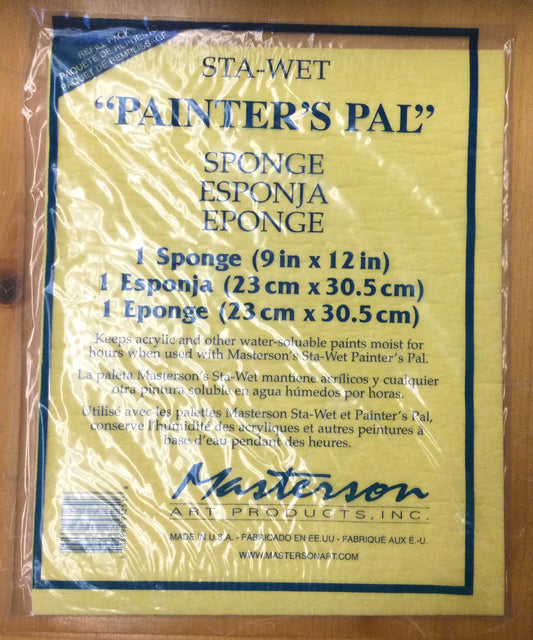 REFILL PACK
PAQUETE DE REPUESTO
PAQUET DE REMPLISSAGE
STA-WET
“PAINTER’S PAL”
SPONGE
ESPONJA
EPONGE
1 Sponge (9 in x 12 in)
1 Esponja (23 cm x 30.5 cm)
1 Eponge (23 cm x 30.5 cm)
Keeps acrylic and other water-soluable paints moist for
hours when used with Masterson's Sta-Wet Painter's Pal.
La paleta Masterson's Sta-Wet mantiene acrílicos y cualquier
otra pintura soluble en agua húmedos por horas.
Utilisé avec les palettes Masterson Sta-Wet et Painter's Pal,
conserve l'humidité des acryliques et autres peintures à
base d'eau pendant des heures.
Masterson
ART PRODUCTS, INC.
MADE IN U.S.A. - FABRICADO EN EE.UU - FABRIQUÉ AUX É.-U.
WWW.MASTERSONART.COM